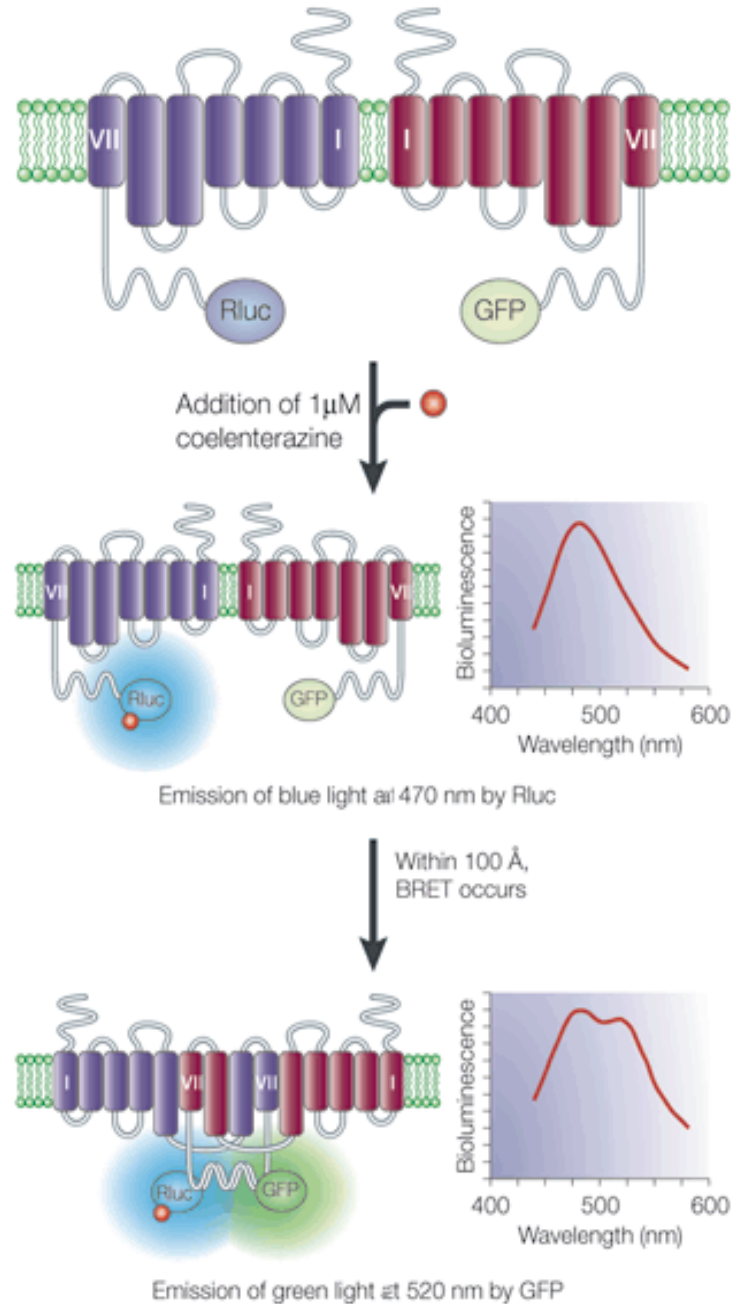 VII
I
I
VII
Rluc
GFP
Addition of 1µM
coelenterazine
VII
I
I
VII
Rluc
GFP
Bioluminescence
400
500
600
Wavelength (nm)
Emission of blue light at 470 nm by Rluc
Within 100 Å,
BRET occurs
I
VII
VII
I
Rluc
GFP
Bioluminescence
400
500
600
Wavelength (nm)
Emission of green light at 520 nm by GFP